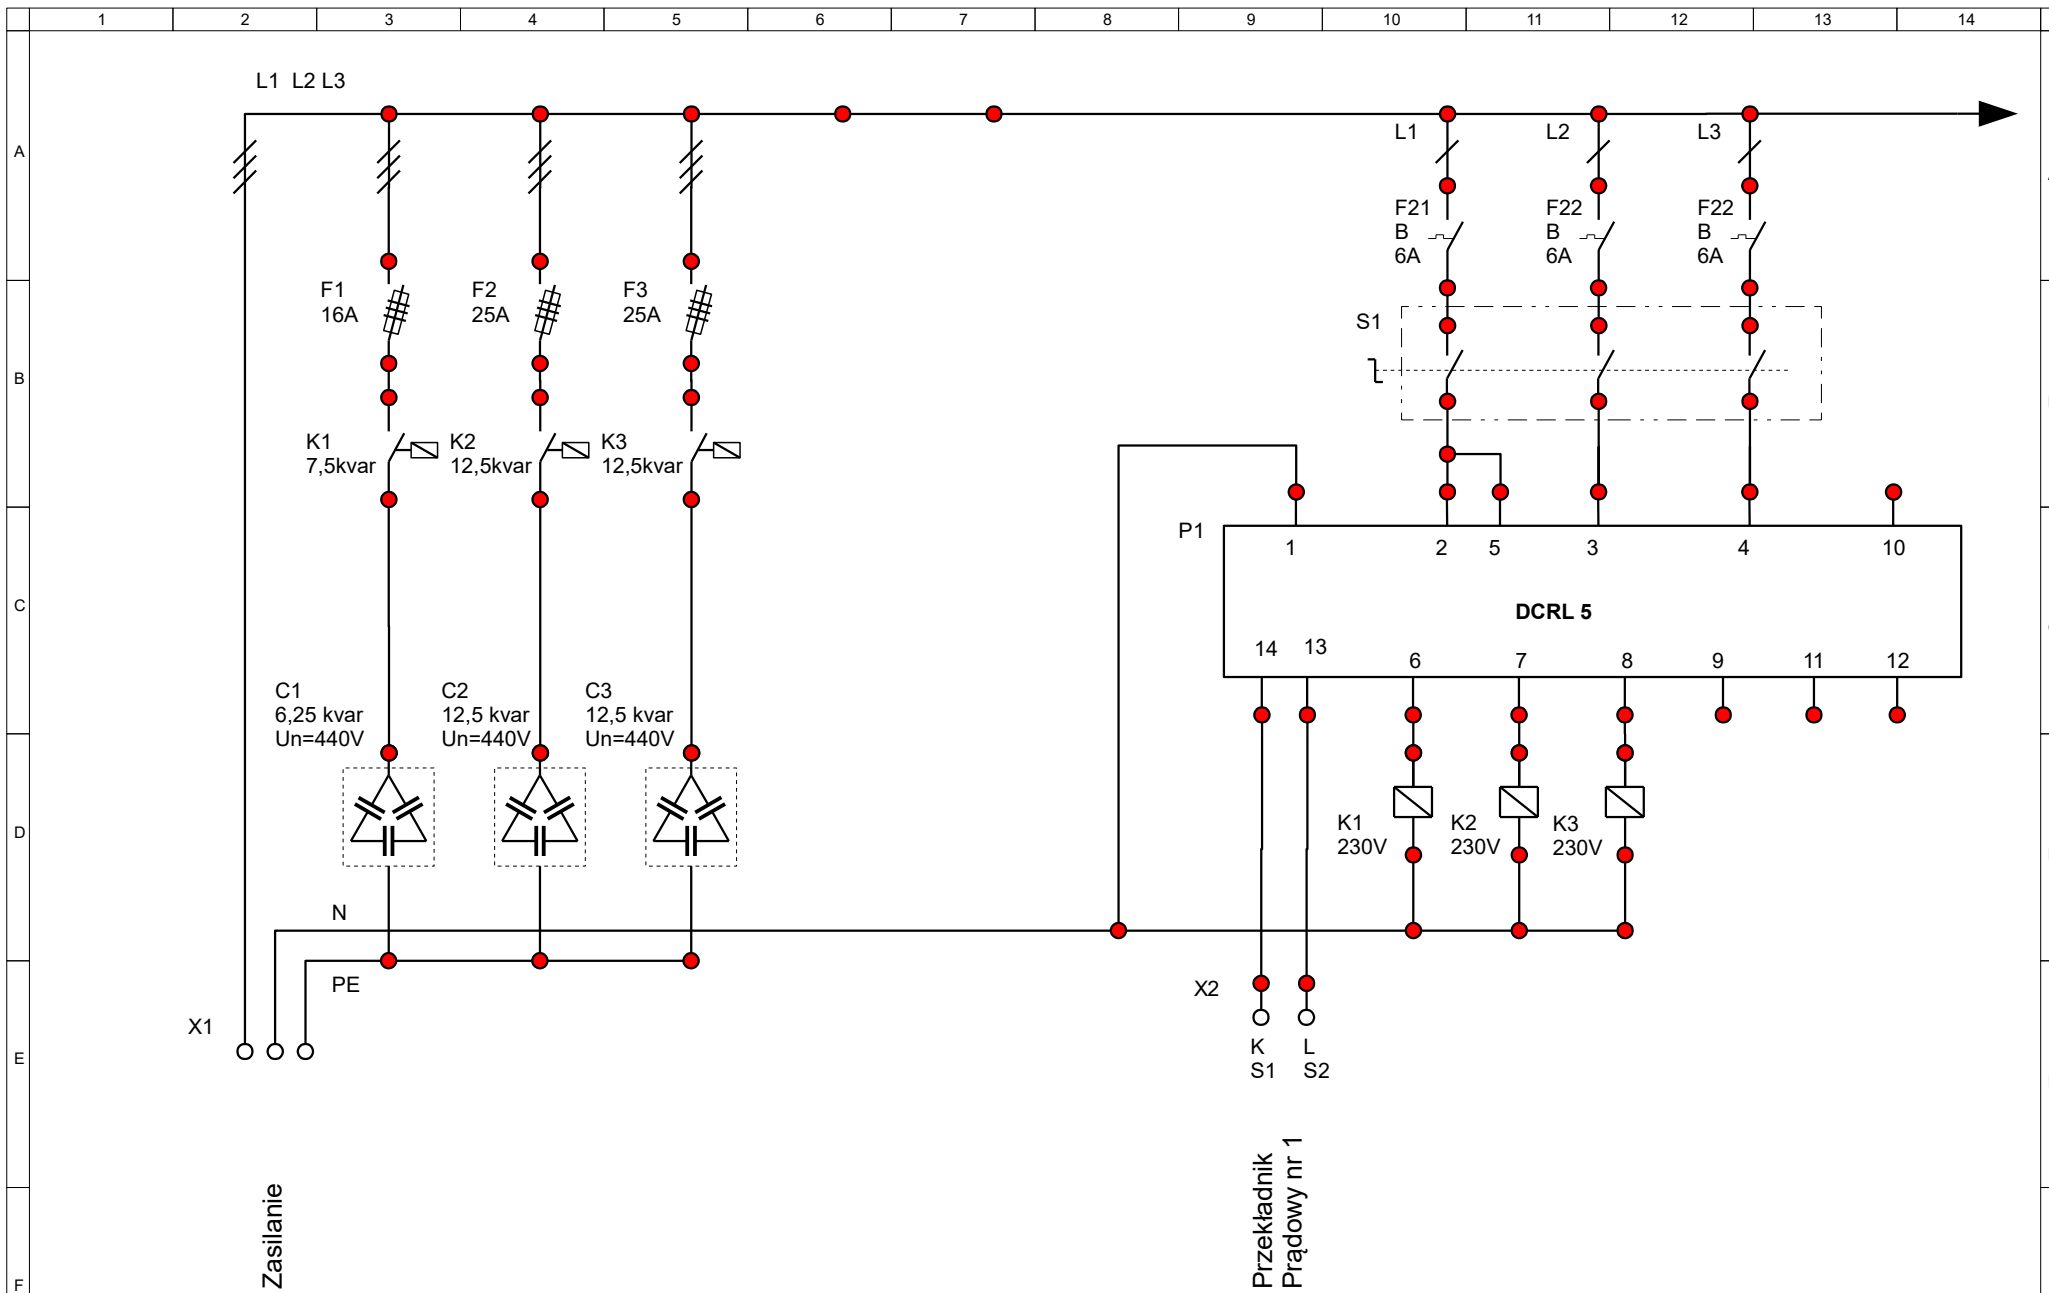 1 2 3 4 5 6 7 8 9 10 11 12 13 14
L1 L2 L3
A
L1 L2 L3
F21 F22 F22
B B B
6A 6A 6A
F1 F2 F3
16A 25A 25A
S1
B
K1 K2 K3
7,5kvar 12,5kvar 12,5kvar
P1
1 2 5 3 4 10
C
DCRL 5
14 13 6 7 8 9 11 12
C1 C2 C3
6,25 kvar 12,5 kvar 12,5 kvar
Un=440V Un=440V Un=440V
D
K1 K2 K3
230V 230V 230V
N
PE
X2
X1
K L
E
S1 S2
Zasilanie
Przekładnik
Prądowy nr 1
F